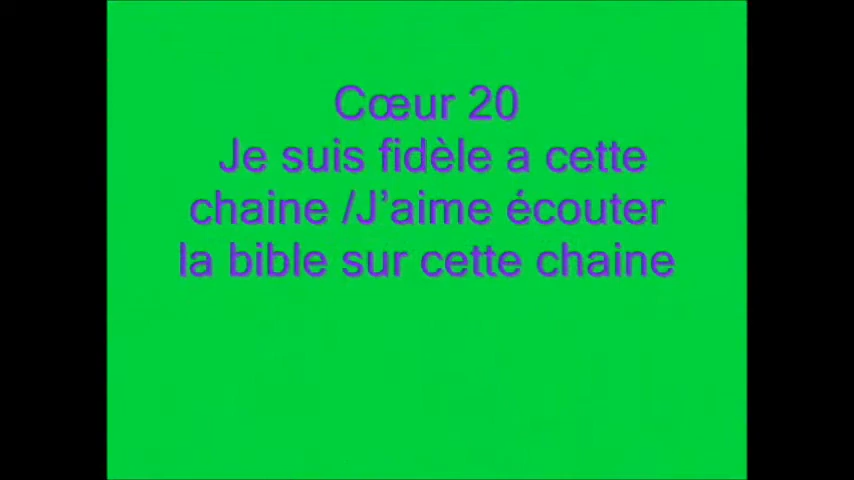 Cœur 20
Je suis fidèle a cette
chaine /J’aime écouter
la bible sur cette chaine